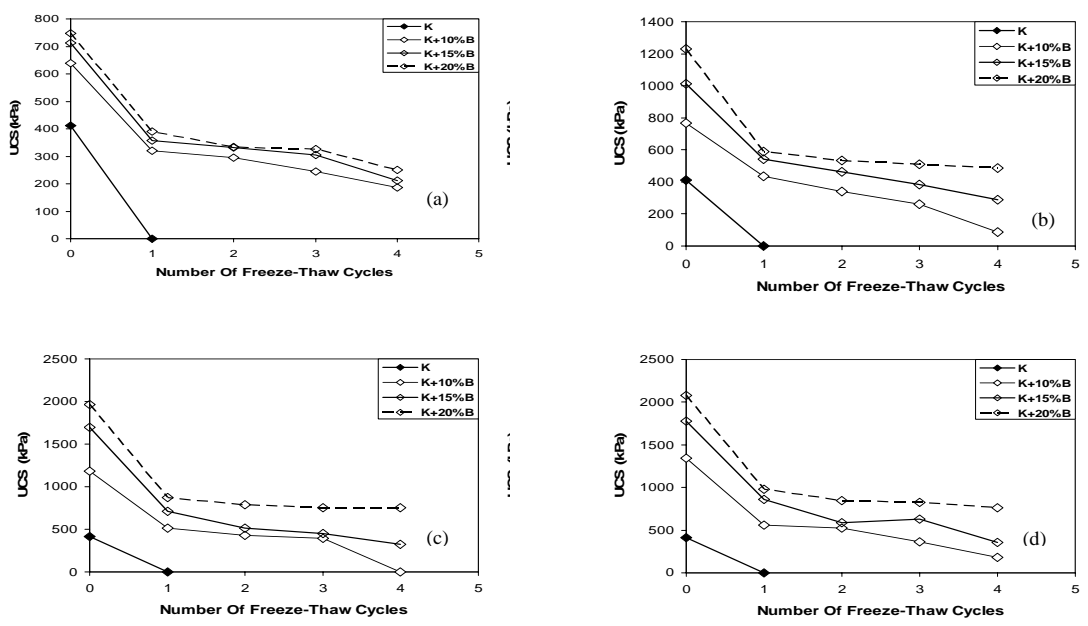 800
700
600
500
400
300
200
100
0
UCS (kPa)
K
K+10%B
K+15%B
K+20%B
(a)
0 1 2 3 4 5
Number Of Freeze-Thaw Cycles
1400
1200
1000
800
600
400
200
0
UCS (kPa)
K
K+10%B
K+15%B
K+20%B
(b)
0 1 2 3 4 5
Number Of Freeze-Thaw Cycles
2500
2000
1500
1000
500
0
UCS (kPa)
K
K+10%B
K+15%B
K+20%B
(c)
0 1 2 3 4 5
Number Of Freeze-Thaw Cycles
2500
2000
1500
1000
500
0
UCS (kPa)
K
K+10%B
K+15%B
K+20%B
(d)
0 1 2 3 4 5
Number Of Freeze-Thaw Cycles